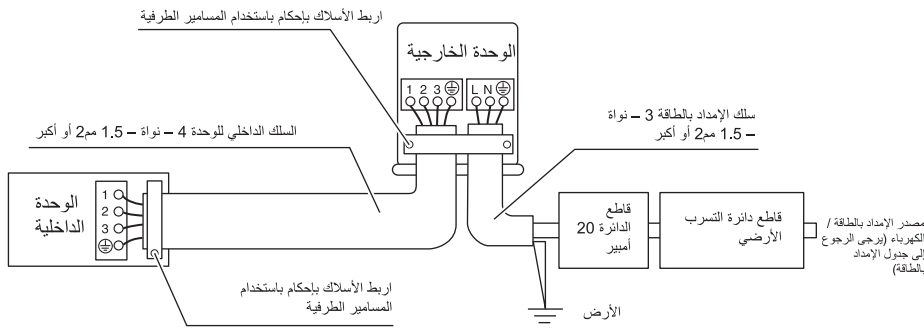 اربط الأسلاك بإحكام باستخدام المسامير الطرفية
الوحدة الخارجية
1 2 3
L N
السلك الداخلي للوحدة 4 – نواة – 1.5 مم2 أو أكبر
سلك الإمداد بالطاقة 3 – نواة
– 1.5 مم2 أو أكبر
الوحدة
الداخلية
1
2
3
قاطع
الدائرة 20
أمبير
قاطع دائرة التسرب
الأرضي
مصدر الإمداد بالطاقة /
الكهرباء (يرجى الرجوع
إلى جدول الإمداد
بالطاقة)
اربط الأسلاك بإحكام باستخدام
المسامير الطرفية
الأرض